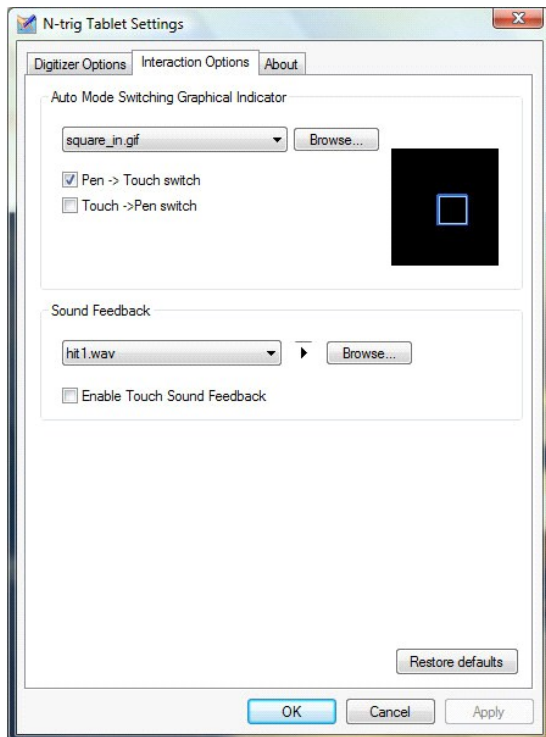 N-trig Tablet Settings
Digitizer Options Interaction Options About
Auto Mode Switching Graphical Indicator
square_in.gif Browse...
Pen -> Touch switch
Touch ->Pen switch
Sound Feedback
hit1.wav Browse...
Enable Touch Sound Feedback
Restore defaults
OK Cancel Apply